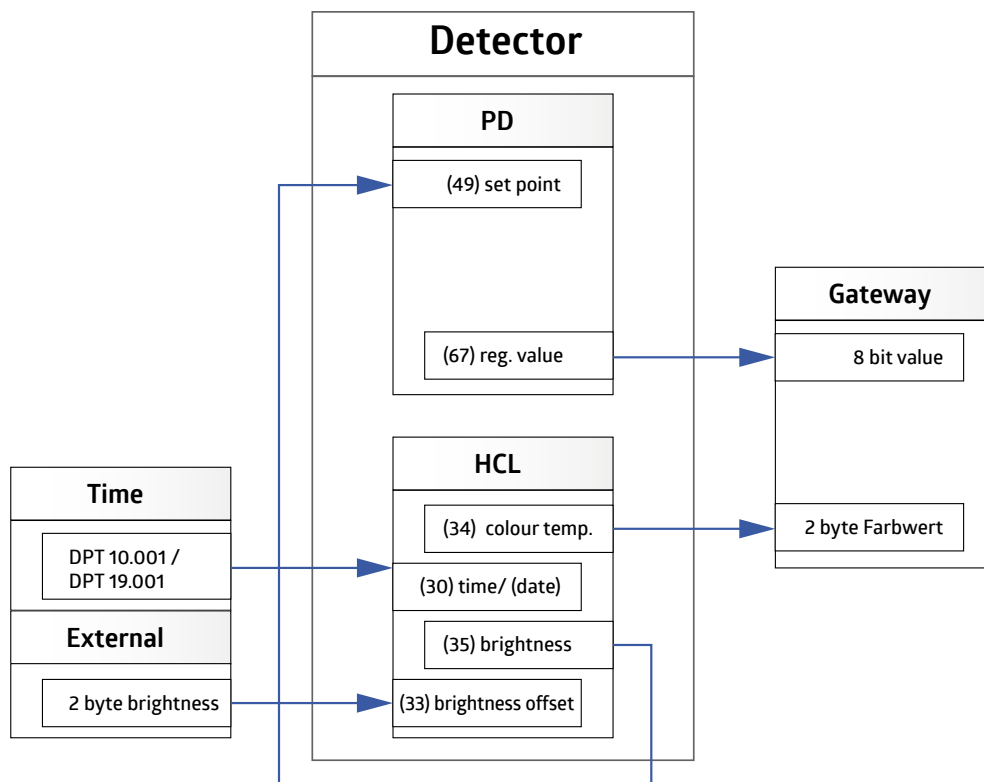 Detector
PD
(49) set point
(67) reg. value
Gateway
8 bit value
2 byte Farbwert
HCL
(34) colour temp.
(30) time/ (date)
(35) brightness
(33) brightness offset
Time
DPT 10.001 /
DPT 19.001
External
2 byte brightness